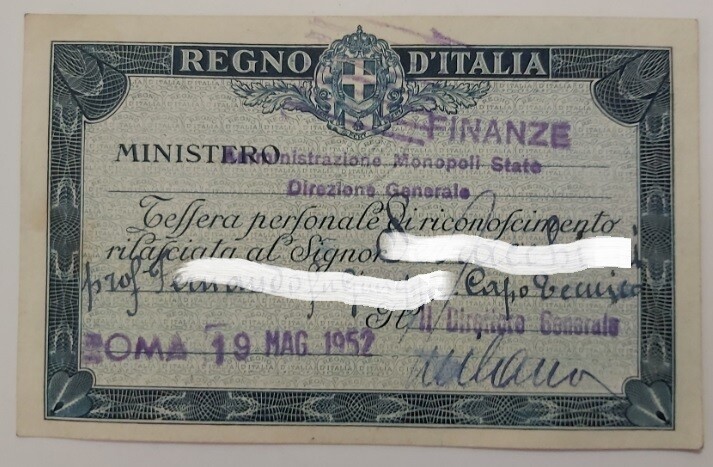 REGNO D'ITALIA
MINISTERO FINANZE
Amministrazione Monopoli State
Direzione Generale
Tessera personale di riconoscimento
rilasciata al Signor
prof Capo Tecnico
Il Direttore Generale
ROMA 19 MAG 1952